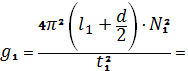 g₁ = 4π²(l₁ + d/2) · N₁² / t₁² =